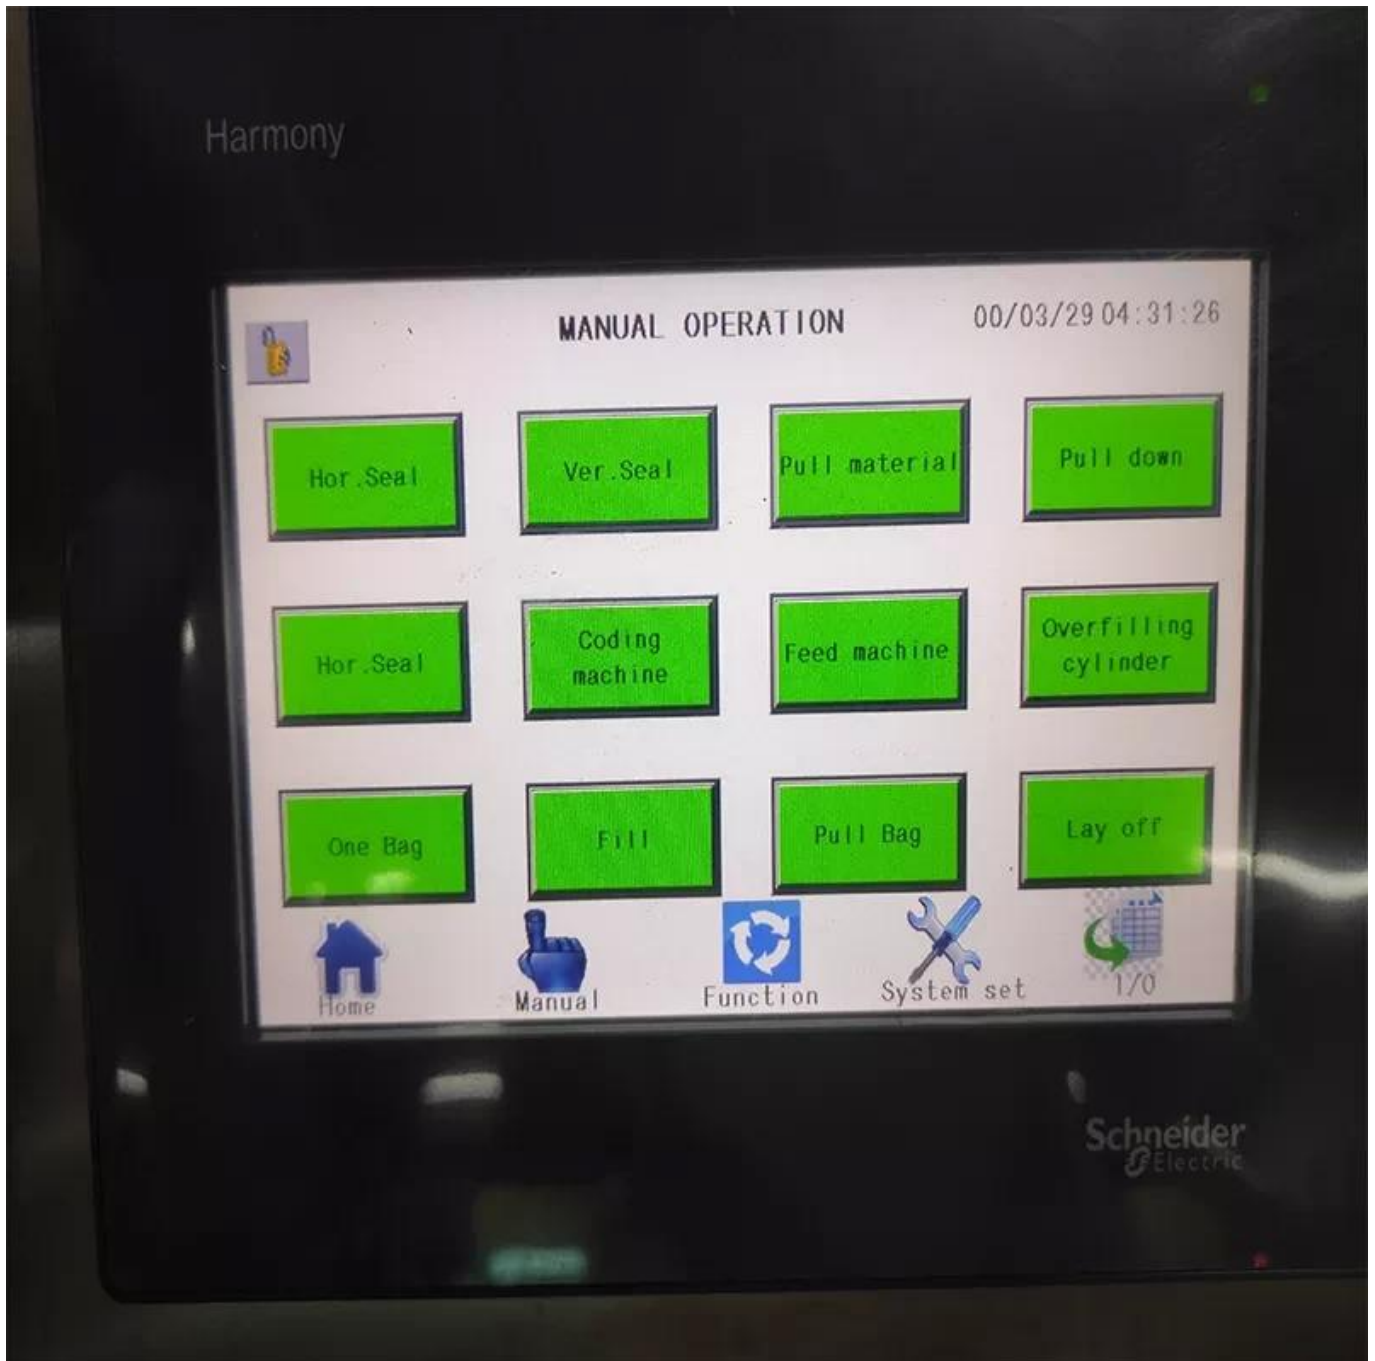 Harmony
MANUAL OPERATION
00/03/29 04:31:26
Hor.Seal
Ver.Seal
Pull material
Pull down
Hor.Seal
Coding
machine
Feed machine
Overfilling
cylinder
One Bag
Fill
Pull Bag
Lay off
Home
Manual
Function
System set
I/O
Schneider
Electric